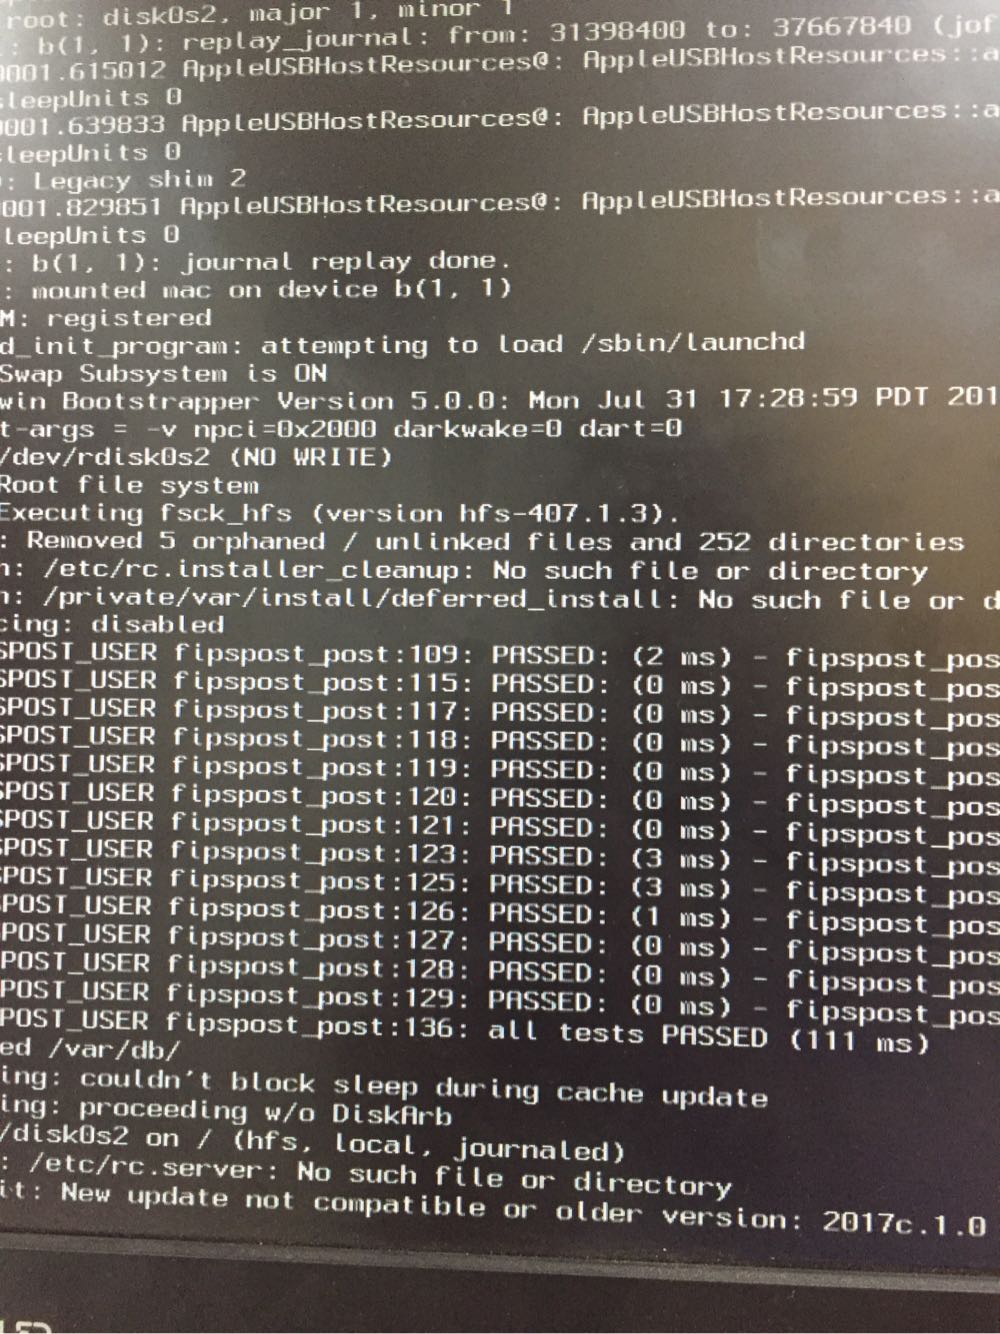 root: disk0s2, major 1, minor 1
: b(1, 1): replay_journal: from: 31398400 to: 37667840 (jof
0001.615012 AppleUSBHostResources@: AppleUSBHostResources::a
leepUnits 0
0001.639833 AppleUSBHostResources@: AppleUSBHostResources::a
leepUnits 0
: Legacy shim 2
001.829851 AppleUSBHostResources@: AppleUSBHostResources::a
leepUnits 0
: b(1, 1): journal replay done.
: mounted mac on device b(1, 1)
M: registered
d_init_program: attempting to load /sbin/launchd
Swap Subsystem is ON
win Bootstrapper Version 5.0.0: Mon Jul 31 17:28:59 PDT 201
t-args = -v npci=0x2000 darkwake=0 dart=0
/dev/rdisk0s2 (NO WRITE)
Root file system
Executing fsck_hfs (version hfs-407.1.3).
: Removed 5 orphaned / unlinked files and 252 directories
n: /etc/rc.installer_cleanup: No such file or directory
n: /private/var/install/deferred_install: No such file or d
cing: disabled
SPOST_USER fipspost_post:109: PASSED: (2 ms) - fipspost_pos
SPOST_USER fipspost_post:115: PASSED: (0 ms) - fipspost_pos
SPOST_USER fipspost_post:117: PASSED: (0 ms) - fipspost_pos
SPOST_USER fipspost_post:118: PASSED: (0 ms) - fipspost_pos
SPOST_USER fipspost_post:119: PASSED: (0 ms) - fipspost_pos
SPOST_USER fipspost_post:120: PASSED: (0 ms) - fipspost_pos
SPOST_USER fipspost_post:121: PASSED: (0 ms) - fipspost_pos
SPOST_USER fipspost_post:123: PASSED: (3 ms) - fipspost_pos
SPOST_USER fipspost_post:125: PASSED: (3 ms) - fipspost_pos
POST_USER fipspost_post:126: PASSED: (1 ms) - fipspost_pos
POST_USER fipspost_post:127: PASSED: (0 ms) - fipspost_pos
POST_USER fipspost_post:128: PASSED: (0 ms) - fipspost_pos
POST_USER fipspost_post:129: PASSED: (0 ms) - fipspost_pos
POST_USER fipspost_post:136: all tests PASSED (111 ms)
ed /var/db/
ing: couldn't block sleep during cache update
ing: proceeding w/o DiskArb
/disk0s2 on / (hfs, local, journaled)
: /etc/rc.server: No such file or directory
it: New update not compatible or older version: 2017c.1.0